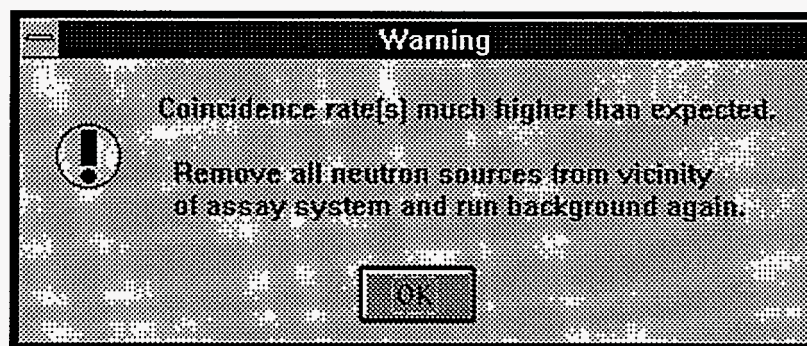 Warning
Coincidence rate(s) much higher than expected.
Remove all neutron sources from vicinity
of assay system and run background again.
OK